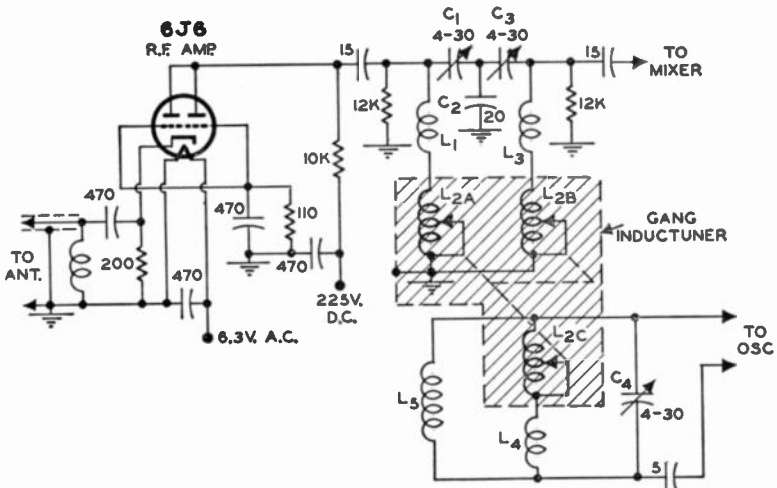 6J6
R.F. AMP.
15
C1
4-30
C3
4-30
15
TO
MIXER
12K
C2
20
12K
L1
L3
10K
470
470
110
L2A
L2B
GANG
INDUCTUNER
TO
ANT.
200
470
470
225V.
D.C.
6.3V. A.C.
L2C
TO
OSC
L5
C4
4-30
L4
5